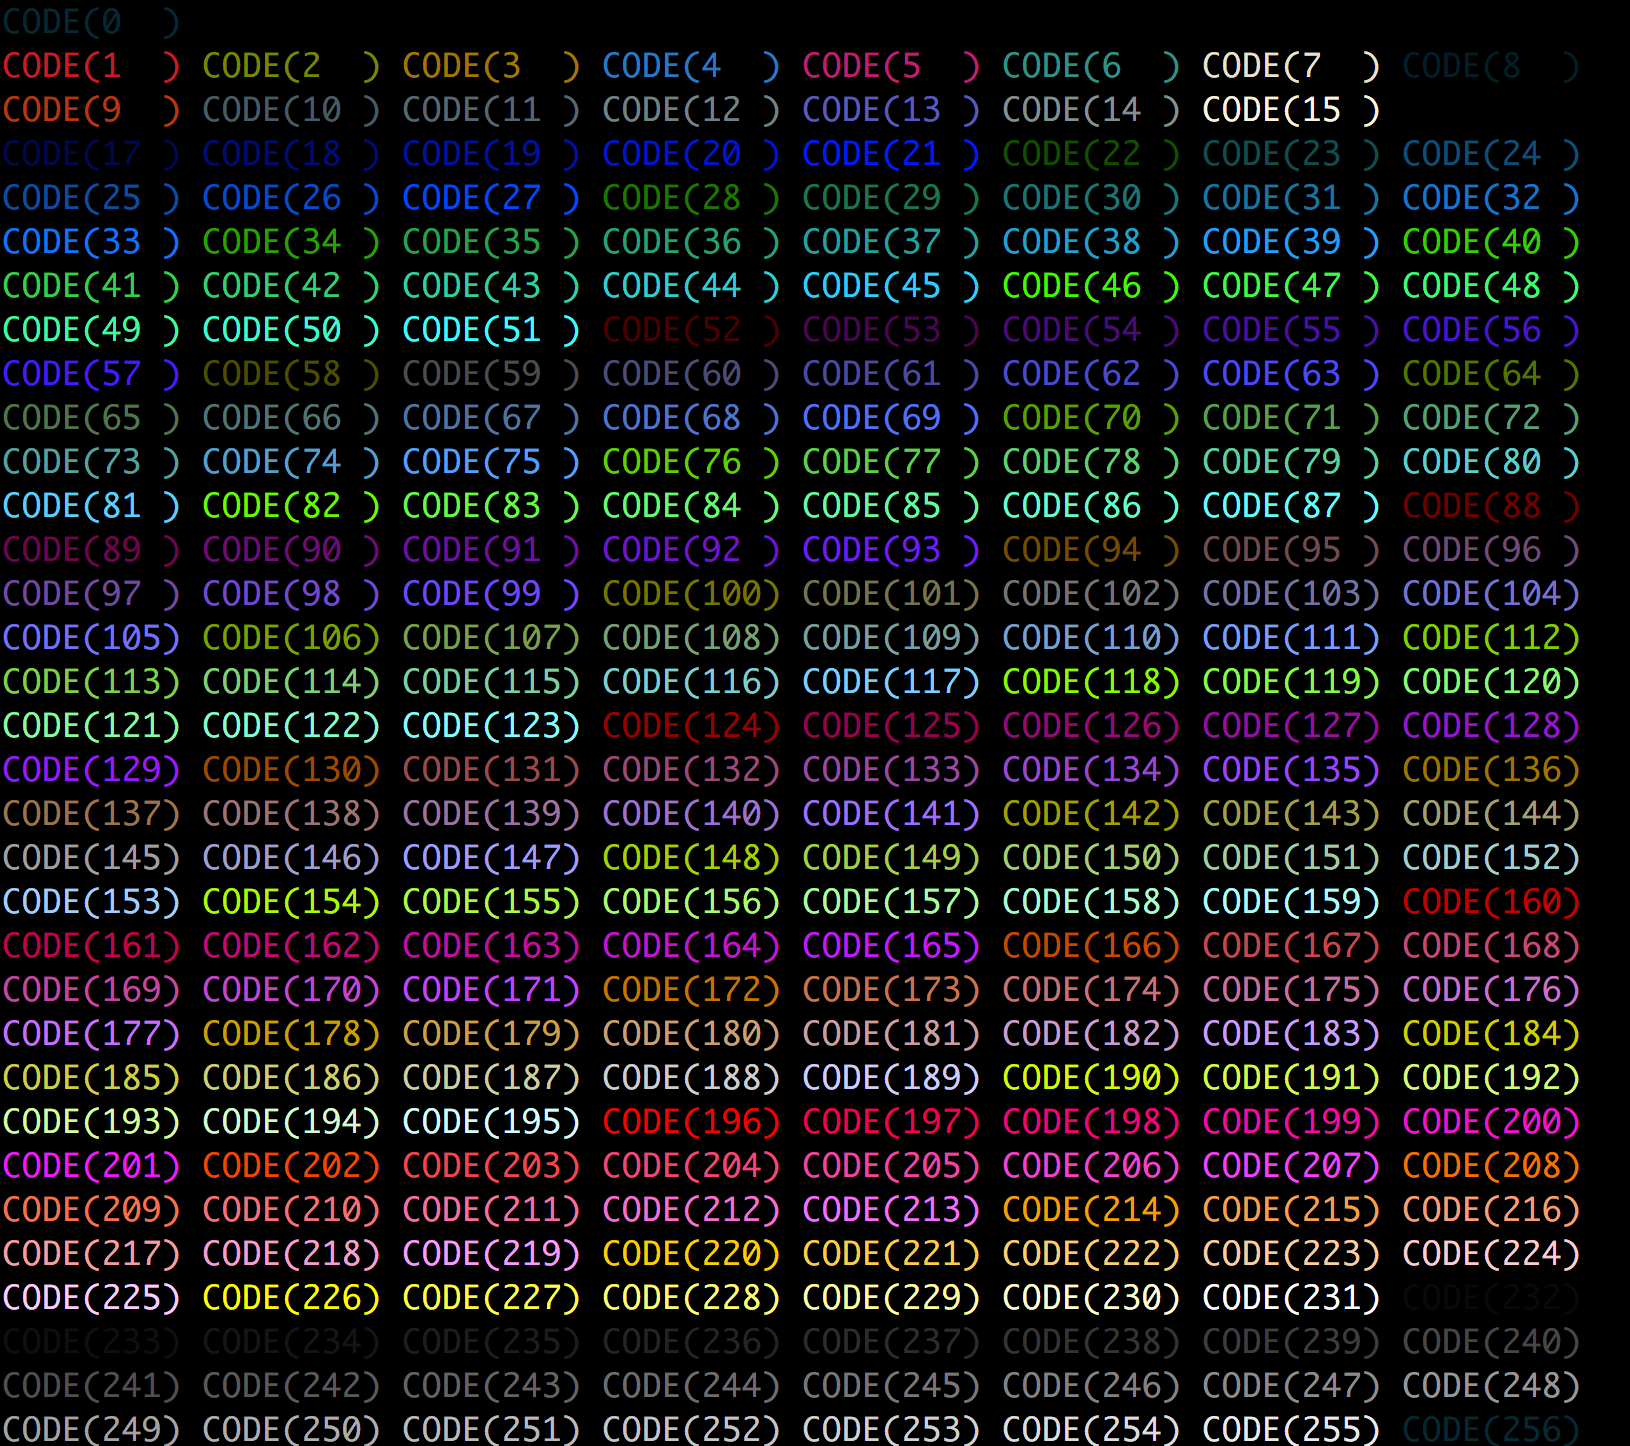 CODE(0  )
CODE(1  ) CODE(2  ) CODE(3  ) CODE(4  ) CODE(5  ) CODE(6  ) CODE(7  ) CODE(8  )
CODE(9  ) CODE(10 ) CODE(11 ) CODE(12 ) CODE(13 ) CODE(14 ) CODE(15 )
CODE(17 ) CODE(18 ) CODE(19 ) CODE(20 ) CODE(21 ) CODE(22 ) CODE(23 ) CODE(24 )
CODE(25 ) CODE(26 ) CODE(27 ) CODE(28 ) CODE(29 ) CODE(30 ) CODE(31 ) CODE(32 )
CODE(33 ) CODE(34 ) CODE(35 ) CODE(36 ) CODE(37 ) CODE(38 ) CODE(39 ) CODE(40 )
CODE(41 ) CODE(42 ) CODE(43 ) CODE(44 ) CODE(45 ) CODE(46 ) CODE(47 ) CODE(48 )
CODE(49 ) CODE(50 ) CODE(51 ) CODE(52 ) CODE(53 ) CODE(54 ) CODE(55 ) CODE(56 )
CODE(57 ) CODE(58 ) CODE(59 ) CODE(60 ) CODE(61 ) CODE(62 ) CODE(63 ) CODE(64 )
CODE(65 ) CODE(66 ) CODE(67 ) CODE(68 ) CODE(69 ) CODE(70 ) CODE(71 ) CODE(72 )
CODE(73 ) CODE(74 ) CODE(75 ) CODE(76 ) CODE(77 ) CODE(78 ) CODE(79 ) CODE(80 )
CODE(81 ) CODE(82 ) CODE(83 ) CODE(84 ) CODE(85 ) CODE(86 ) CODE(87 ) CODE(88 )
CODE(89 ) CODE(90 ) CODE(91 ) CODE(92 ) CODE(93 ) CODE(94 ) CODE(95 ) CODE(96 )
CODE(97 ) CODE(98 ) CODE(99 ) CODE(100) CODE(101) CODE(102) CODE(103) CODE(104)
CODE(105) CODE(106) CODE(107) CODE(108) CODE(109) CODE(110) CODE(111) CODE(112)
CODE(113) CODE(114) CODE(115) CODE(116) CODE(117) CODE(118) CODE(119) CODE(120)
CODE(121) CODE(122) CODE(123) CODE(124) CODE(125) CODE(126) CODE(127) CODE(128)
CODE(129) CODE(130) CODE(131) CODE(132) CODE(133) CODE(134) CODE(135) CODE(136)
CODE(137) CODE(138) CODE(139) CODE(140) CODE(141) CODE(142) CODE(143) CODE(144)
CODE(145) CODE(146) CODE(147) CODE(148) CODE(149) CODE(150) CODE(151) CODE(152)
CODE(153) CODE(154) CODE(155) CODE(156) CODE(157) CODE(158) CODE(159) CODE(160)
CODE(161) CODE(162) CODE(163) CODE(164) CODE(165) CODE(166) CODE(167) CODE(168)
CODE(169) CODE(170) CODE(171) CODE(172) CODE(173) CODE(174) CODE(175) CODE(176)
CODE(177) CODE(178) CODE(179) CODE(180) CODE(181) CODE(182) CODE(183) CODE(184)
CODE(185) CODE(186) CODE(187) CODE(188) CODE(189) CODE(190) CODE(191) CODE(192)
CODE(193) CODE(194) CODE(195) CODE(196) CODE(197) CODE(198) CODE(199) CODE(200)
CODE(201) CODE(202) CODE(203) CODE(204) CODE(205) CODE(206) CODE(207) CODE(208)
CODE(209) CODE(210) CODE(211) CODE(212) CODE(213) CODE(214) CODE(215) CODE(216)
CODE(217) CODE(218) CODE(219) CODE(220) CODE(221) CODE(222) CODE(223) CODE(224)
CODE(225) CODE(226) CODE(227) CODE(228) CODE(229) CODE(230) CODE(231) CODE(232)
CODE(233) CODE(234) CODE(235) CODE(236) CODE(237) CODE(238) CODE(239) CODE(240)
CODE(241) CODE(242) CODE(243) CODE(244) CODE(245) CODE(246) CODE(247) CODE(248)
CODE(249) CODE(250) CODE(251) CODE(252) CODE(253) CODE(254) CODE(255) CODE(256)